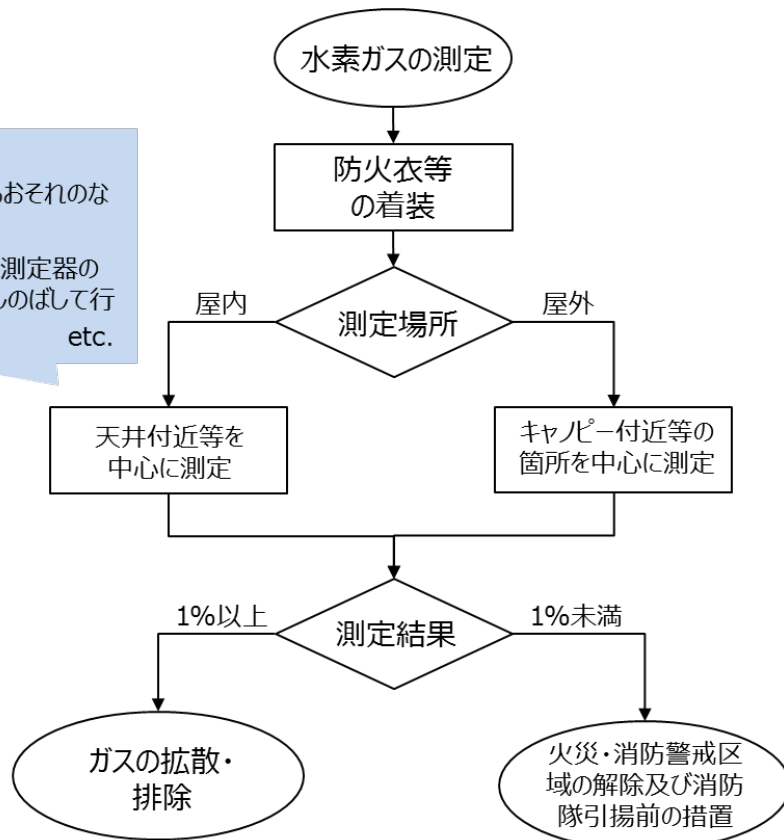 水素ガスの測定
防火衣等
の着装
おそれのな
測定器の
のばして行
etc.
測定場所
屋内
屋外
天井付近等を
中心に測定
キャノピー付近等の
箇所を中心に測定
測定結果
1%以上
1%未満
ガスの拡散・
排除
火災・消防警戒区
域の解除及び消防
隊引揚前の措置